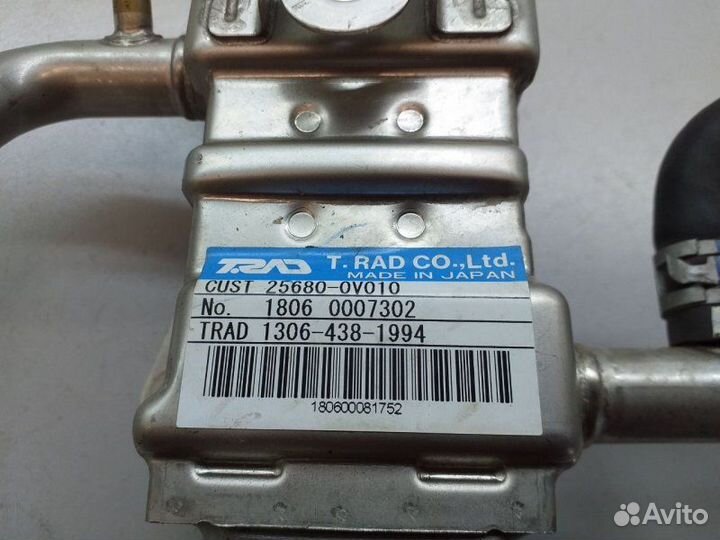 TRAD T. RAD CO.,Ltd.
MADE IN JAPAN
CUST 25680-0V010
No. 1806 0007302
TRAD 1306-438-1994
180600081752
Avito